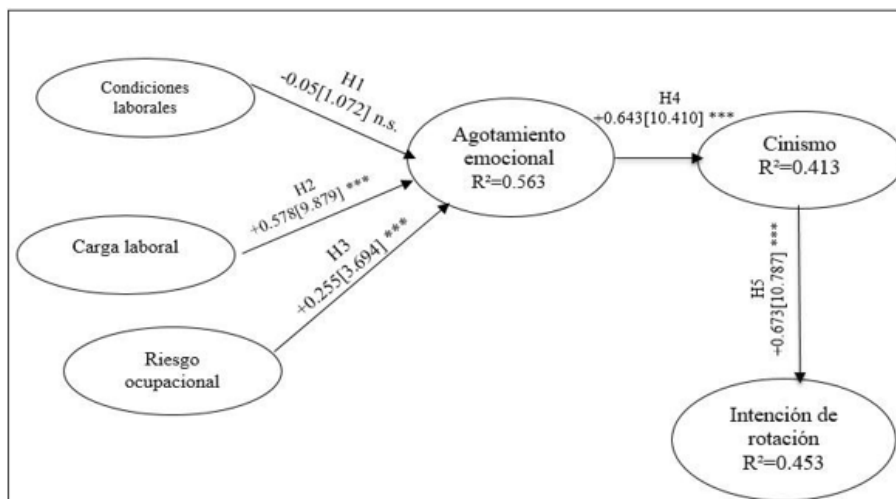 Condiciones
laborales
H1
-0.05[1.072] n.s.
Agotamiento
emocional
R²=0.563
H4
+0.643[10.410] ***
Cinismo
R²=0.413
H2
+0.578[9.879] ***
Carga laboral
H3
+0.255[3.694] ***
Riesgo
ocupacional
H5
+0.673[10.787] ***
Intención de
rotación
R²=0.453